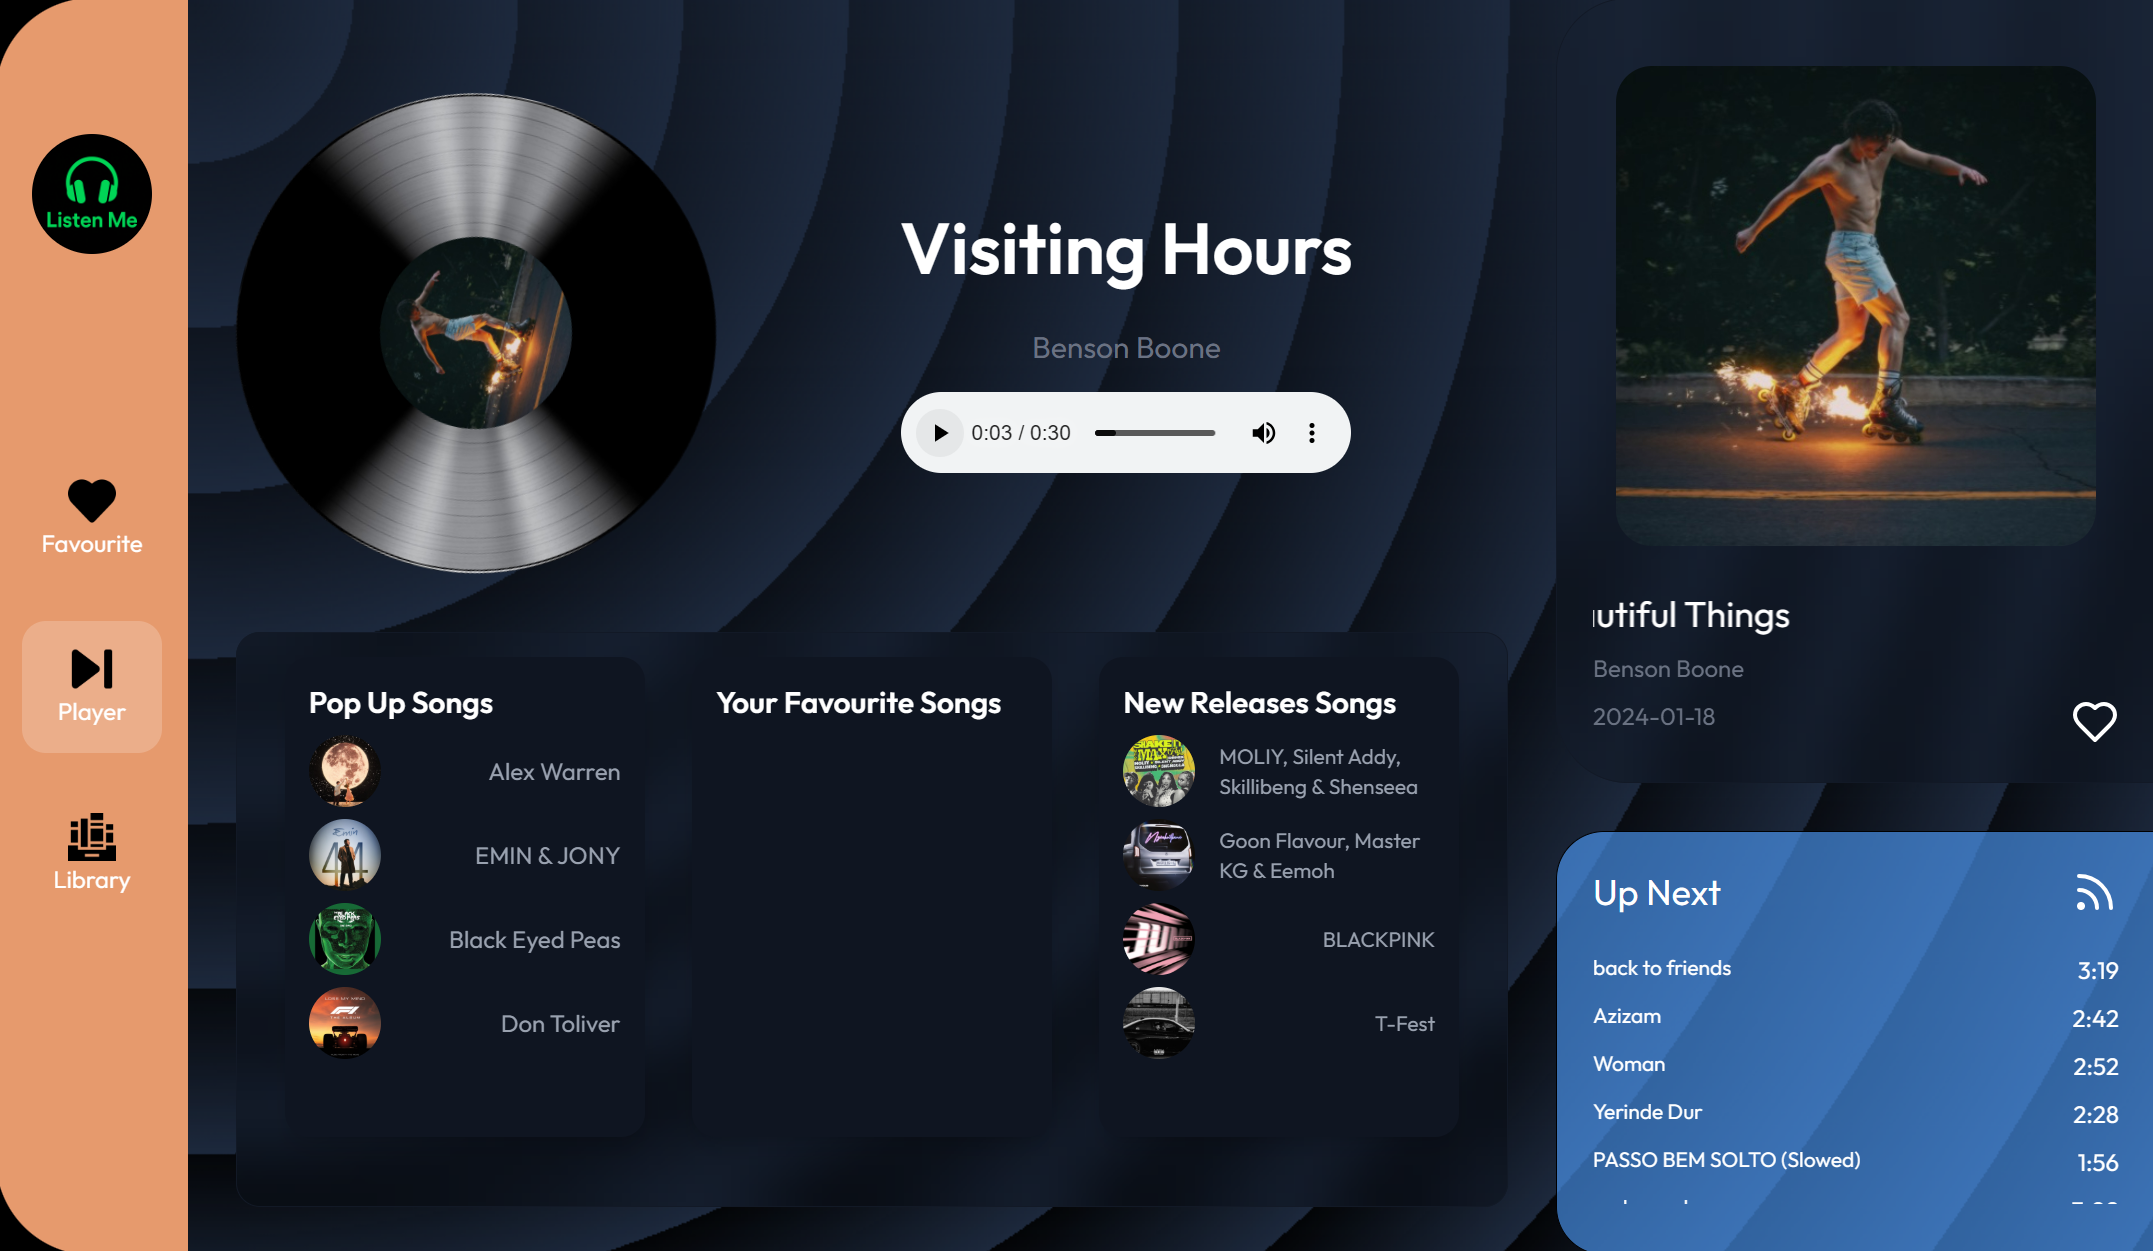 Listen Me
Favourite
Player
Library
Visiting Hours
Benson Boone
0:03 / 0:30
Pop Up Songs
Alex Warren
EMIN & JONY
Black Eyed Peas
Don Toliver
Your Favourite Songs
New Releases Songs
MOLIY, Silent Addy,
Skillibeng & Shenseea
Goon Flavour, Master
KG & Eemoh
BLACKPINK
T-Fest
utiful Things
Benson Boone
2024-01-18
Up Next
back to friends 3:19
Azizam 2:42
Woman 2:52
Yerinde Dur 2:28
PASSO BEM SOLTO (Slowed) 1:56